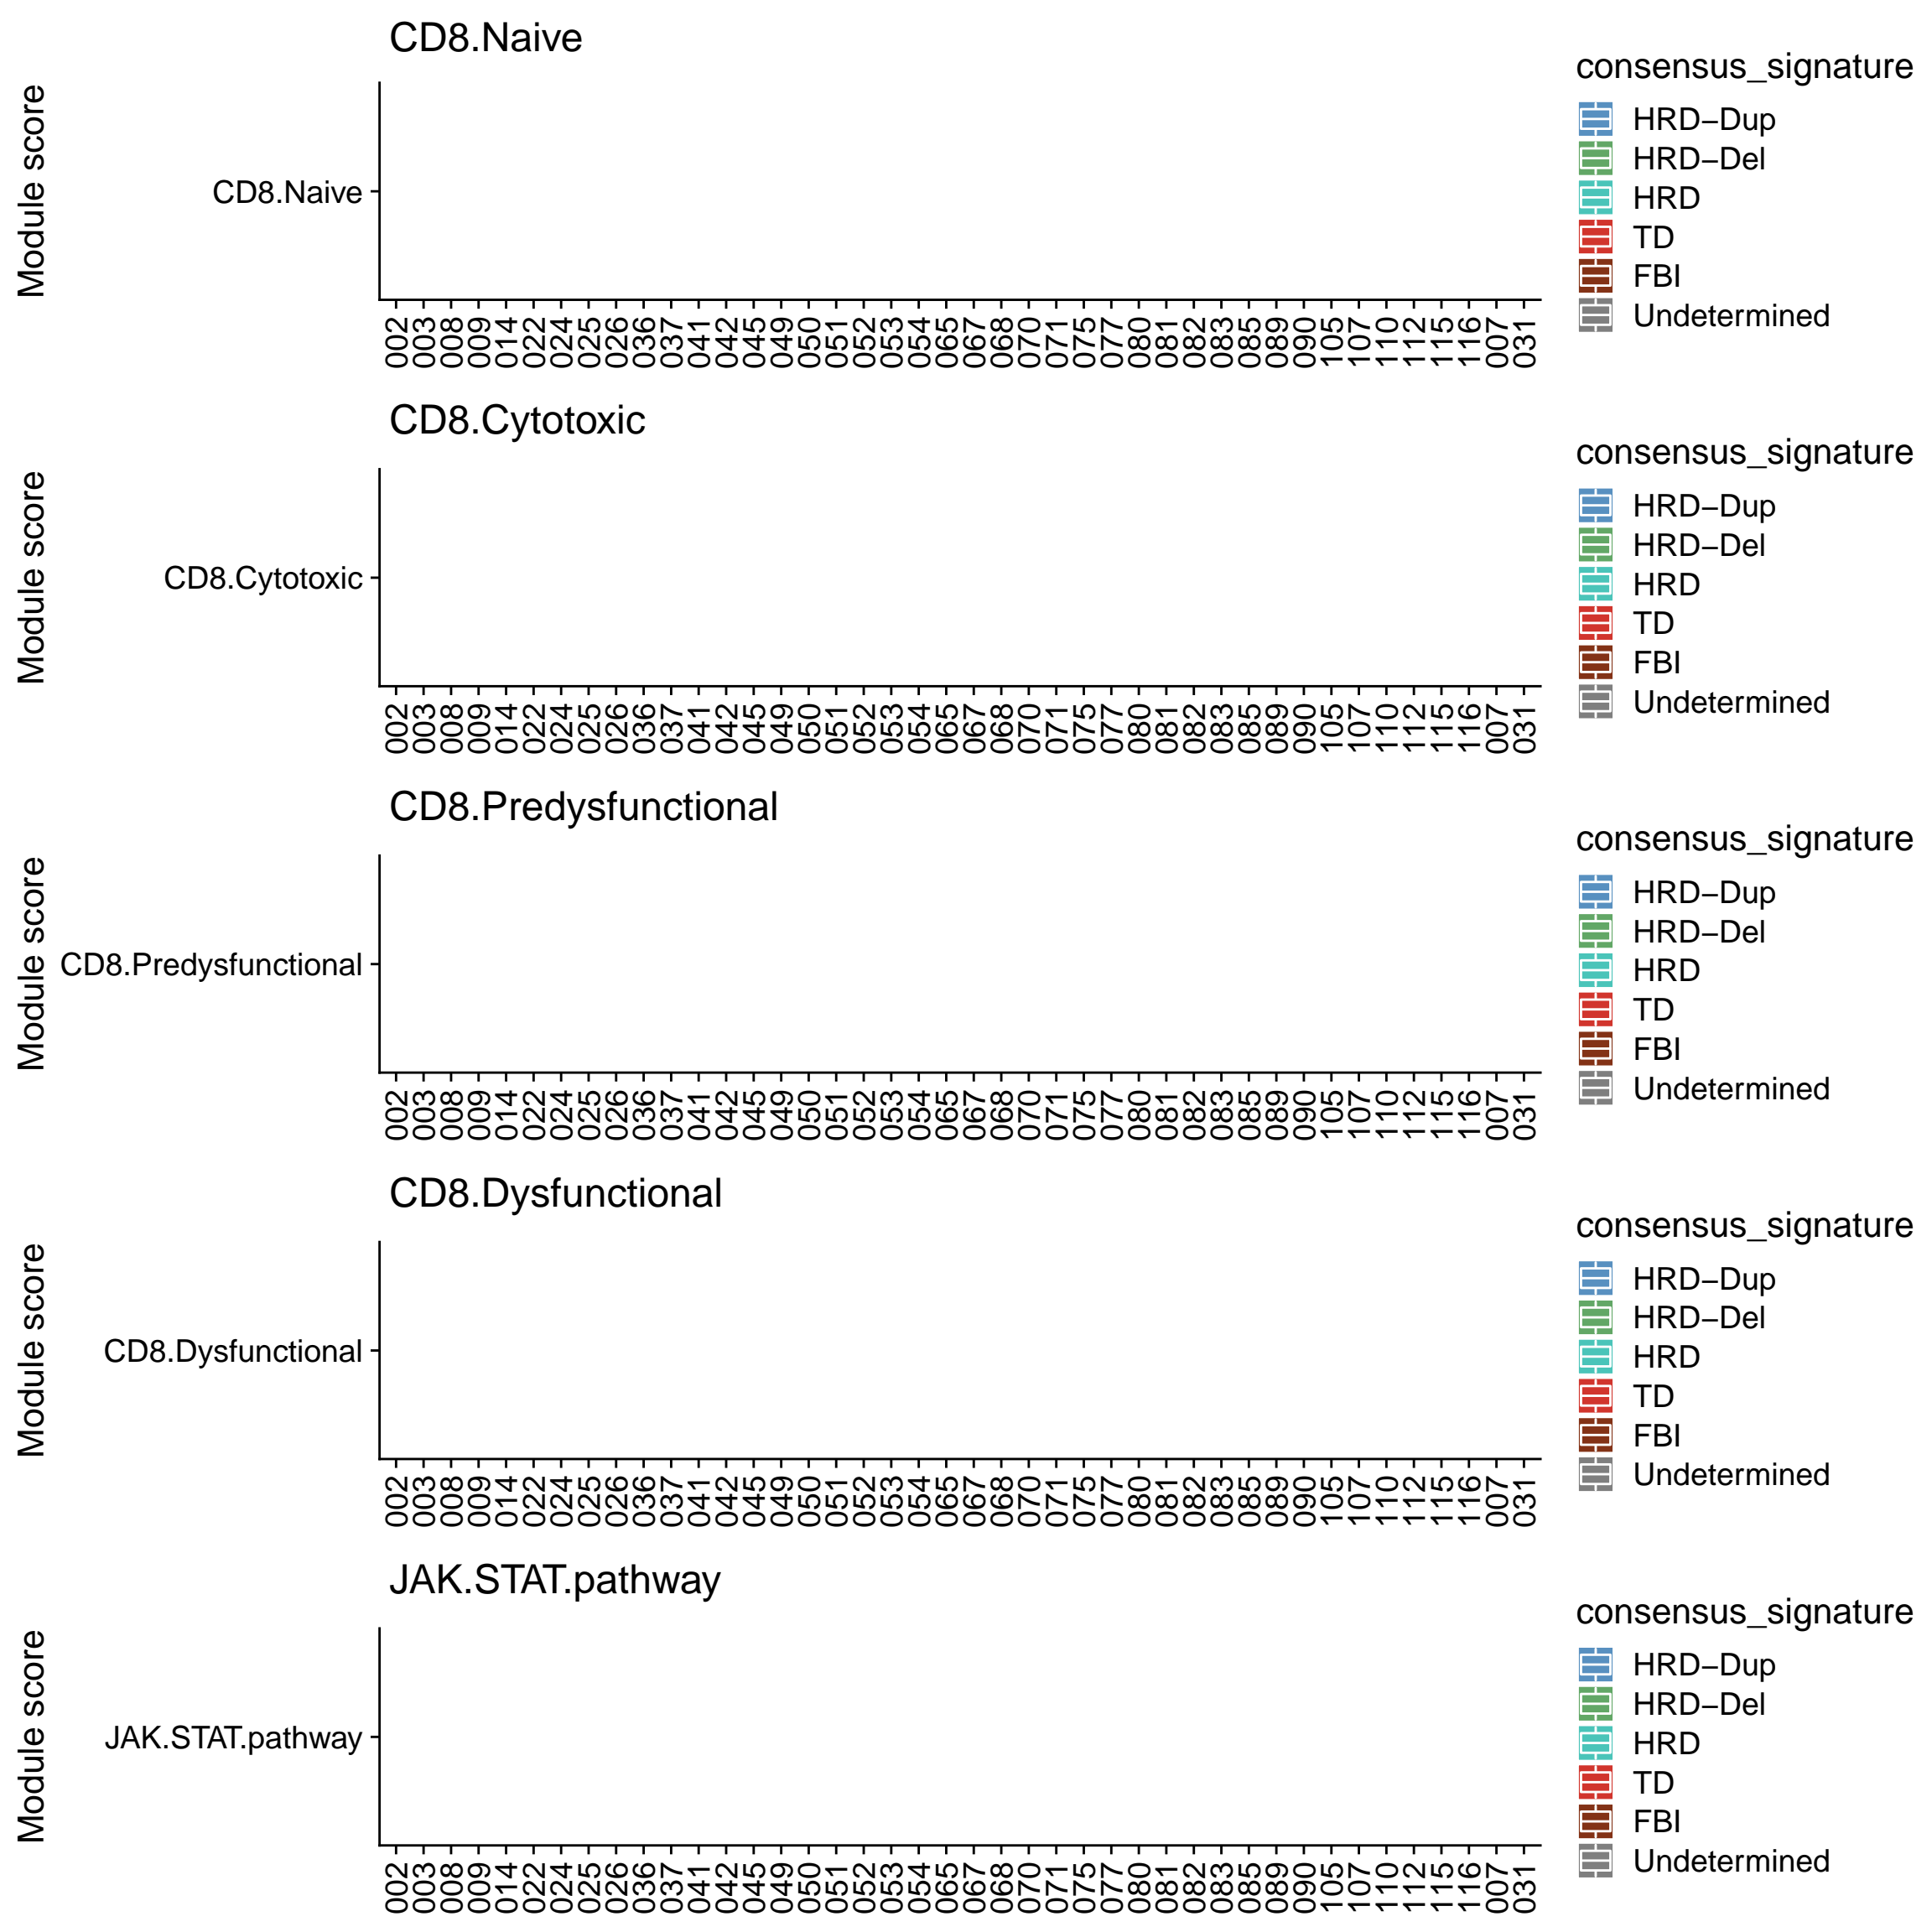 CD8.Naive
Module score
CD8.Naive
002 003 008 009 014 022 024 025 026 036 037 041 042 045 049 050 051 052 053 054 065 067 068 070 071 075 077 080 081 082 083 085 089 090 105 107 110 112 115 116 007 031
consensus_signature
HRD−Dup
HRD−Del
HRD
TD
FBI
Undetermined
CD8.Cytotoxic
Module score
CD8.Cytotoxic
002 003 008 009 014 022 024 025 026 036 037 041 042 045 049 050 051 052 053 054 065 067 068 070 071 075 077 080 081 082 083 085 089 090 105 107 110 112 115 116 007 031
consensus_signature
HRD−Dup
HRD−Del
HRD
TD
FBI
Undetermined
CD8.Predysfunctional
Module score
CD8.Predysfunctional
002 003 008 009 014 022 024 025 026 036 037 041 042 045 049 050 051 052 053 054 065 067 068 070 071 075 077 080 081 082 083 085 089 090 105 107 110 112 115 116 007 031
consensus_signature
HRD−Dup
HRD−Del
HRD
TD
FBI
Undetermined
CD8.Dysfunctional
Module score
CD8.Dysfunctional
002 003 008 009 014 022 024 025 026 036 037 041 042 045 049 050 051 052 053 054 065 067 068 070 071 075 077 080 081 082 083 085 089 090 105 107 110 112 115 116 007 031
consensus_signature
HRD−Dup
HRD−Del
HRD
TD
FBI
Undetermined
JAK.STAT.pathway
Module score
JAK.STAT.pathway
002 003 008 009 014 022 024 025 026 036 037 041 042 045 049 050 051 052 053 054 065 067 068 070 071 075 077 080 081 082 083 085 089 090 105 107 110 112 115 116 007 031
consensus_signature
HRD−Dup
HRD−Del
HRD
TD
FBI
Undetermined